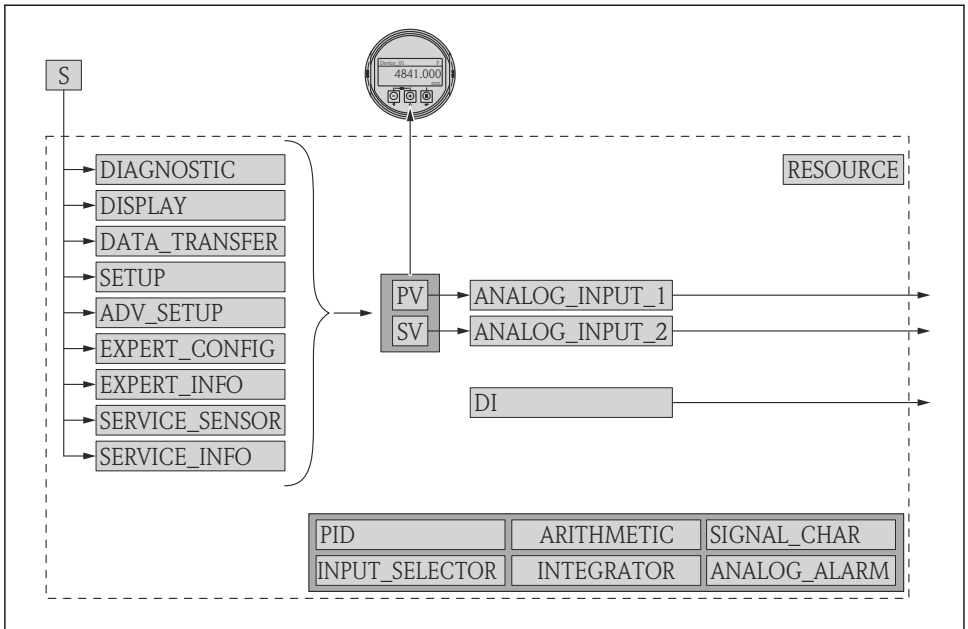 S
Device_01 F
4841.000
mm
DIAGNOSTIC
DISPLAY
DATA_TRANSFER
SETUP
ADV_SETUP
EXPERT_CONFIG
EXPERT_INFO
SERVICE_SENSOR
SERVICE_INFO
RESOURCE
PV
ANALOG_INPUT_1
SV
ANALOG_INPUT_2
DI
PID
ARITHMETIC
SIGNAL_CHAR
INPUT_SELECTOR
INTEGRATOR
ANALOG_ALARM